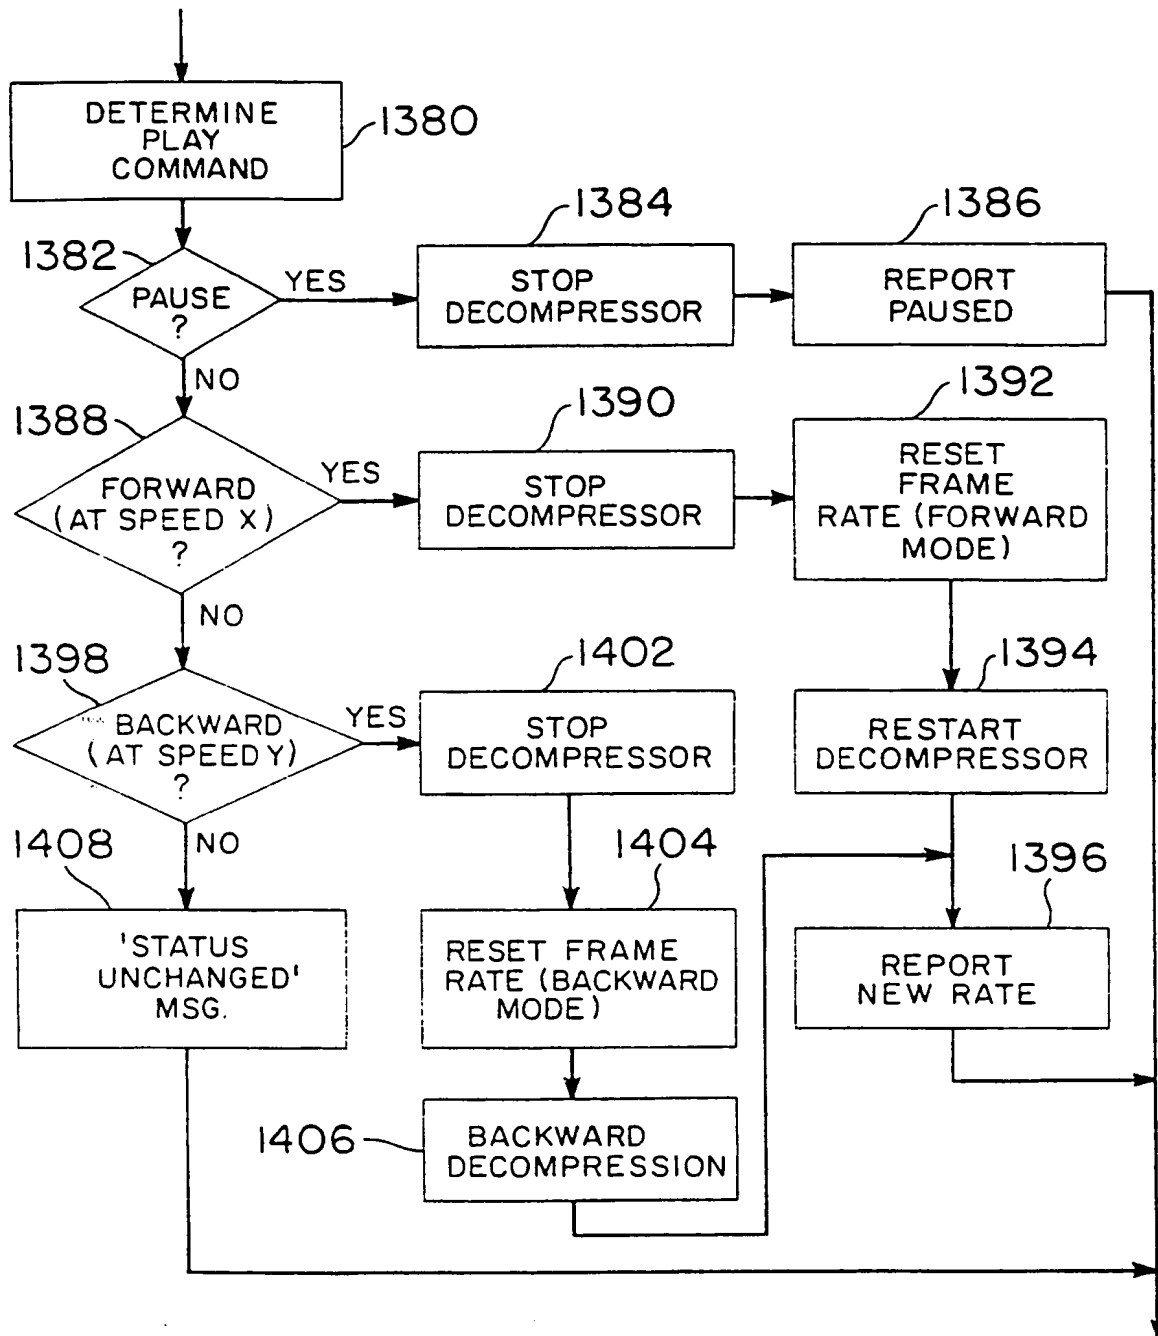 DETERMINE
PLAY
COMMAND
1380
1382
PAUSE
?
YES
NO
1384
STOP
DECOMPRESSOR
1386
REPORT
PAUSED
1388
FORWARD
(AT SPEED X)
?
YES
NO
1390
STOP
DECOMPRESSOR
1392
RESET
FRAME
RATE (FORWARD
MODE)
1398
BACKWARD
(AT SPEED Y)
?
YES
NO
1402
STOP
DECOMPRESSOR
1394
RESTART
DECOMPRESSOR
1408
'STATUS
UNCHANGED'
MSG.
1404
RESET FRAME
RATE (BACKWARD
MODE)
1396
REPORT
NEW RATE
1406
BACKWARD
DECOMPRESSION